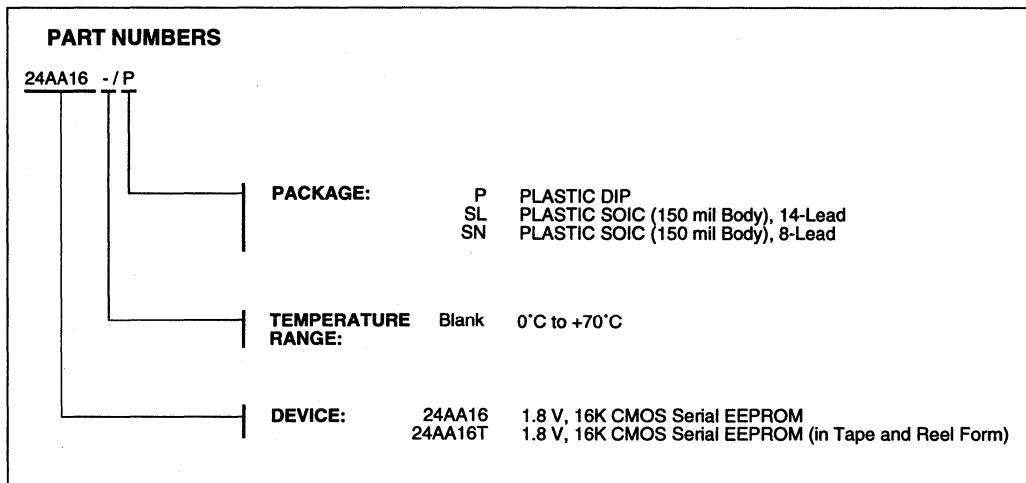 PART NUMBERS
24AA16 - / P
PACKAGE: P PLASTIC DIP
SL PLASTIC SOIC (150 mil Body), 14-Lead
SN PLASTIC SOIC (150 mil Body), 8-Lead
TEMPERATURE Blank 0°C to +70°C
RANGE:
DEVICE: 24AA16 1.8 V, 16K CMOS Serial EEPROM
24AA16T 1.8 V, 16K CMOS Serial EEPROM (in Tape and Reel Form)